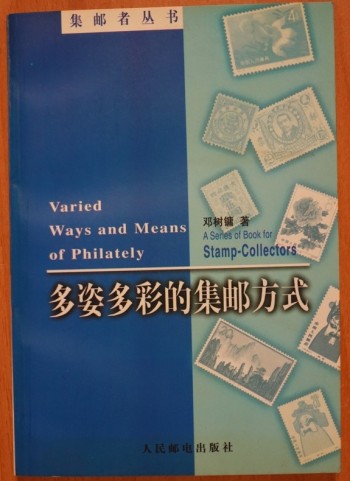 集邮者丛书
Varied
Ways and Means
of Philately
邓树镛 著
A Series of Book for
Stamp-Collectors
多姿多彩的集邮方式
人民邮电出版社